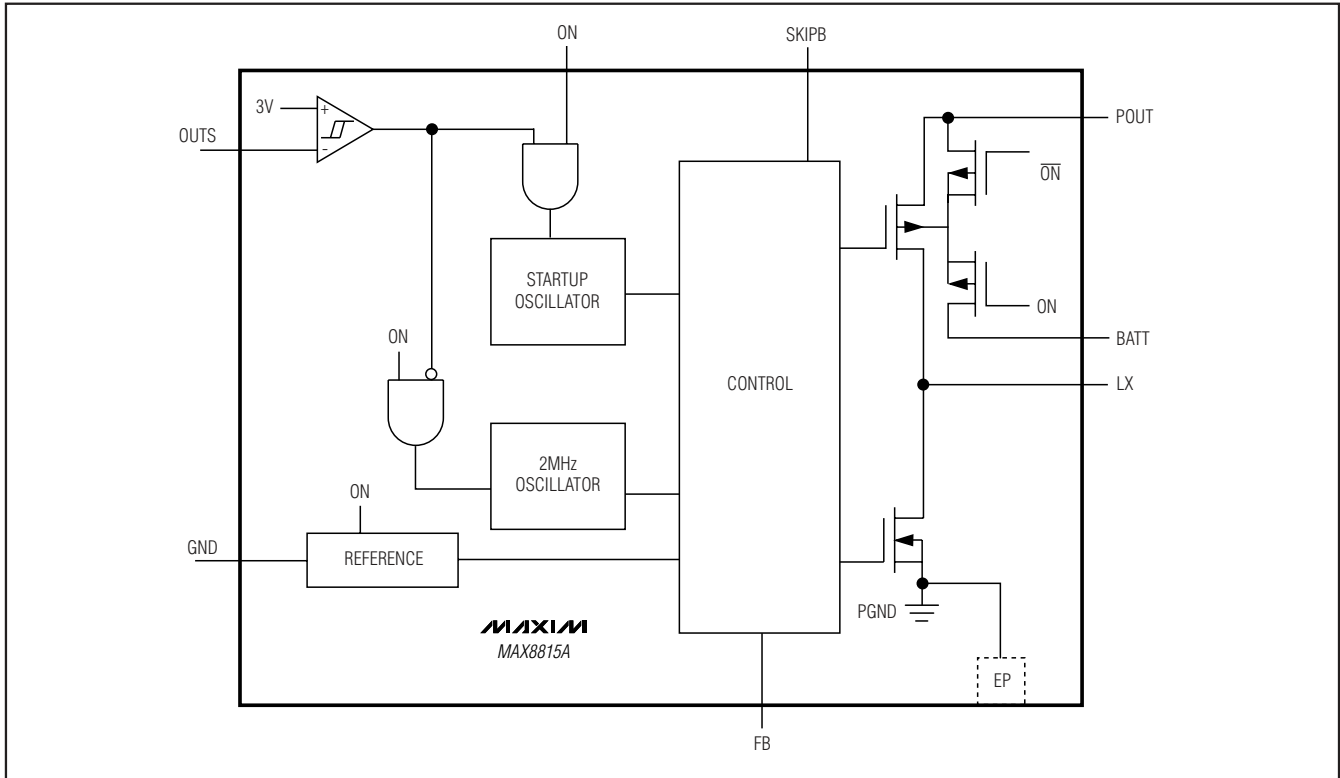 ON
SKIPB
3V
+
-
OUTS
POUT
ON
STARTUP
OSCILLATOR
ON
ON
BATT
CONTROL
LX
2MHz
OSCILLATOR
ON
GND
REFERENCE
PGND
MAXIM
MAX8815A
EP
FB